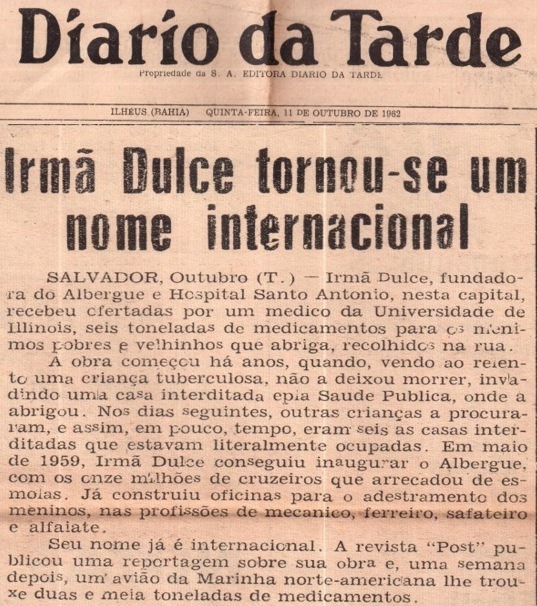 Diario da Tarde
Propriedade da S. A. EDITORA DIARIO DA TARDE
ILHEUS (BAHIA) QUINTA-FEIRA, 11 DE OUTUBRO DE 1962
Irmã Dulce tornou-se um
nome internacional
SALVADOR, Outubro (T.) — Irmã Dulce, fundado-
ra do Albergue e Hospital Santo Antonio, nesta capital,
recebeu ofertadas por um medico da Universidade de
Illinois, seis toneladas de medicamentos para os meni-
mos pobres e velhinhos que abriga, recolhidos na rua.
A obra começou há anos, quando, vendo ao relen-
to uma criança tuberculosa, não a deixou morrer, inva-
dindo uma casa interditada epia Saude Publica, onde a
abrigou. Nos dias seguintes, outras crianças a procura-
ram, e assim, em pouco, tempo, eram seis as casas inter-
ditadas que estavam literalmente ocupadas. Em maio
de 1959, Irmã Dulce conseguiu inaugurar o Albergue,
com os onze milhões de cruzeiros que arrecadou de es-
molas. Já construiu oficinas para o adestramento dos
meninos, nas profissões de mecanico, ferreiro, safateiro
e alfaiate.
Seu nome já é internacional. A revista "Post" pu-
blicou uma reportagem sobre sua obra e, uma semana
depois, um avião da Marinha norte-americana lhe trou-
xe duas e meia toneladas de medicamentos.